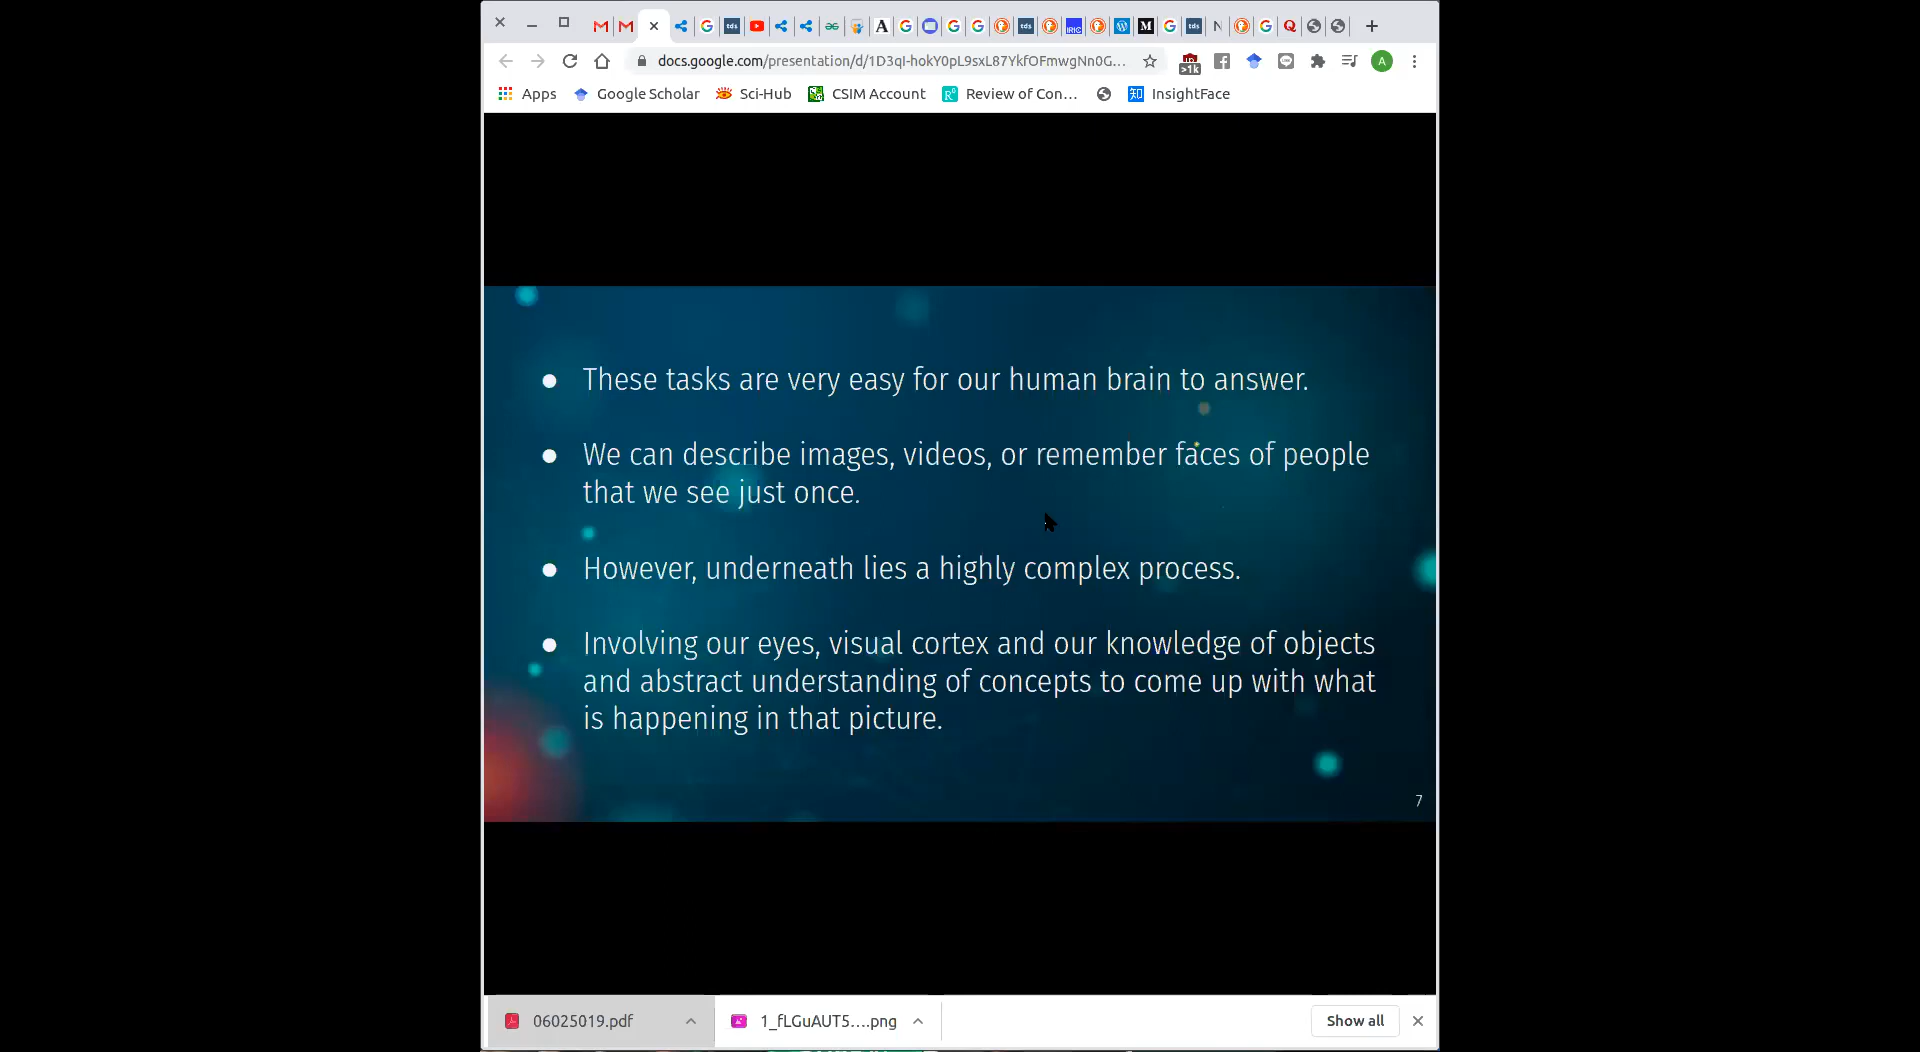 docs.google.com/presentation/d/1D3qI-hokY0pL9sxL87YkfOFmwgNn0G...
>1k
A
Apps
Google Scholar
Sci-Hub
CSIM Account
Review of Con...
InsightFace
● These tasks are very easy for our human brain to answer.
● We can describe images, videos, or remember faces of people
that we see just once.
● However, underneath lies a highly complex process.
● Involving our eyes, visual cortex and our knowledge of objects
and abstract understanding of concepts to come up with what
is happening in that picture.
7
06025019.pdf
1_fLGuAUT5....png
Show all